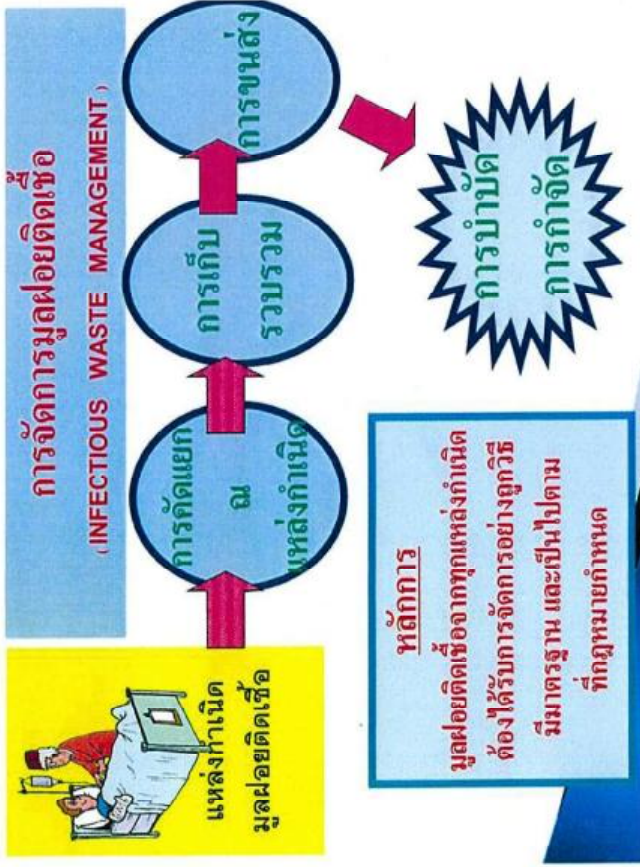 การจัดการมูลฝอยติดเชื้อ
(INFECTIOUS WASTE MANAGEMENT)
แหล่งกำเนิด
มูลฝอยติดเชื้อ
การคัดแยก
ณ
แหล่งกำเนิด
การเก็บ
รวบรวม
การขนส่ง
การบำบัด
การกำจัด
หลักการ
มูลฝอยติดเชื้อจากทุกแหล่งกำเนิด
ต้องได้รับการจัดการอย่างถูกวิธี
มีมาตรฐาน และเป็นไปตาม
ที่กฎหมายกำหนด